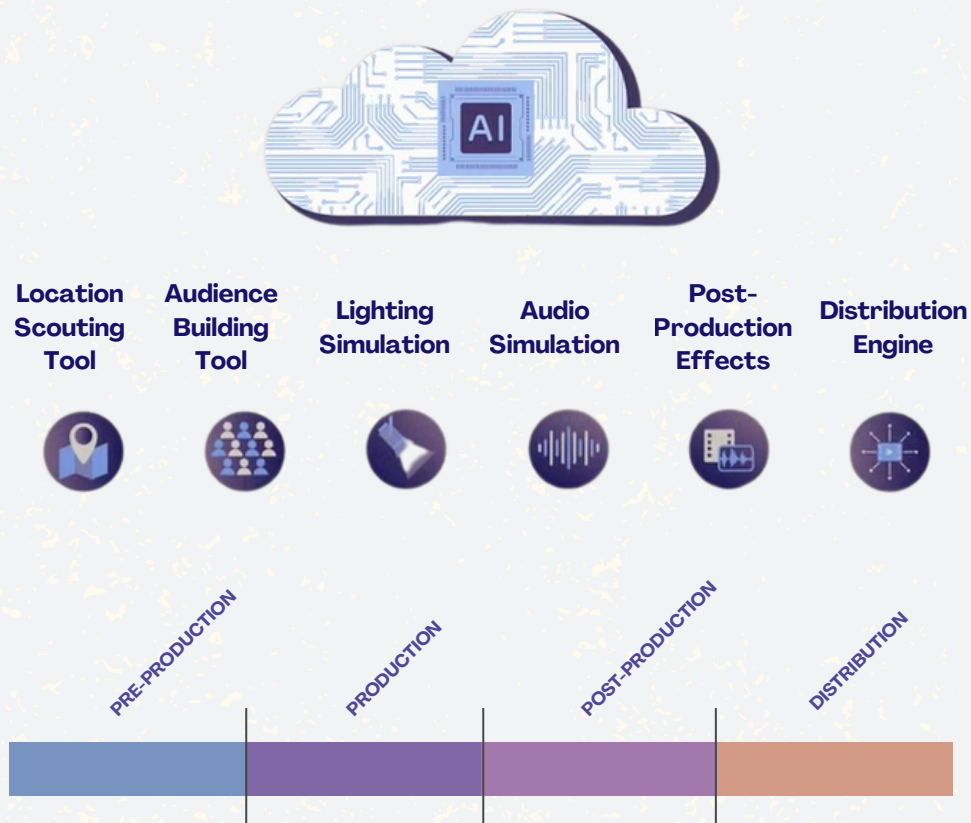 AI
Location
Scouting
Tool
Audience
Building
Tool
Lighting
Simulation
Audio
Simulation
Post-
Production
Effects
Distribution
Engine
PRE-PRODUCTION
PRODUCTION
POST-PRODUCTION
DISTRIBUTION